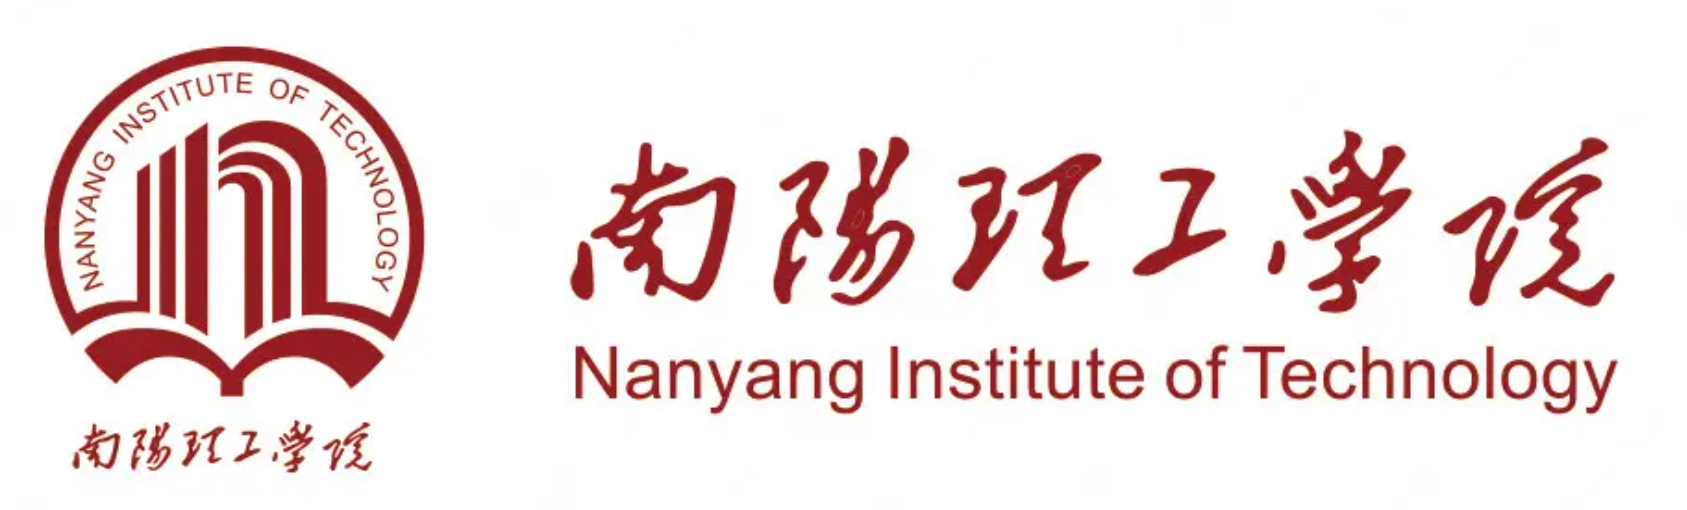 NANYANG INSTITUTE OF TECHNOLOGY
南陽理工學院
南陽理工學院
Nanyang Institute of Technology